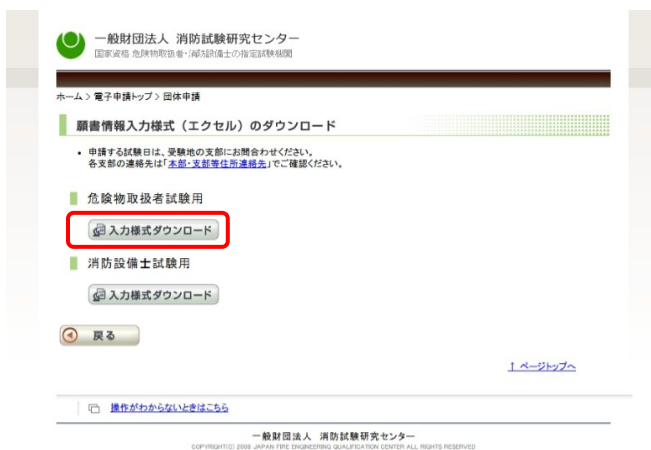 一般財団法人 消防試験研究センター
国家資格 危険物取扱者・消防設備士の指定試験機関
ホーム > 電子申請トップ > 団体申請
願書情報入力様式（エクセル）のダウンロード
• 申請する試験日は、受験地の支部にお問合わせください。
各支部の連絡先は「本部・支部等住所連絡先」でご確認ください。
危険物取扱者試験用
入力様式ダウンロード
消防設備士試験用
入力様式ダウンロード
戻る
↑ ページトップへ
操作がわからないときはこちら
一般財団法人 消防試験研究センター
COPYRIGHT(C) 2008 JAPAN FIRE ENGINEERING QUALIFICATION CENTER ALL RIGHTS RESERVED